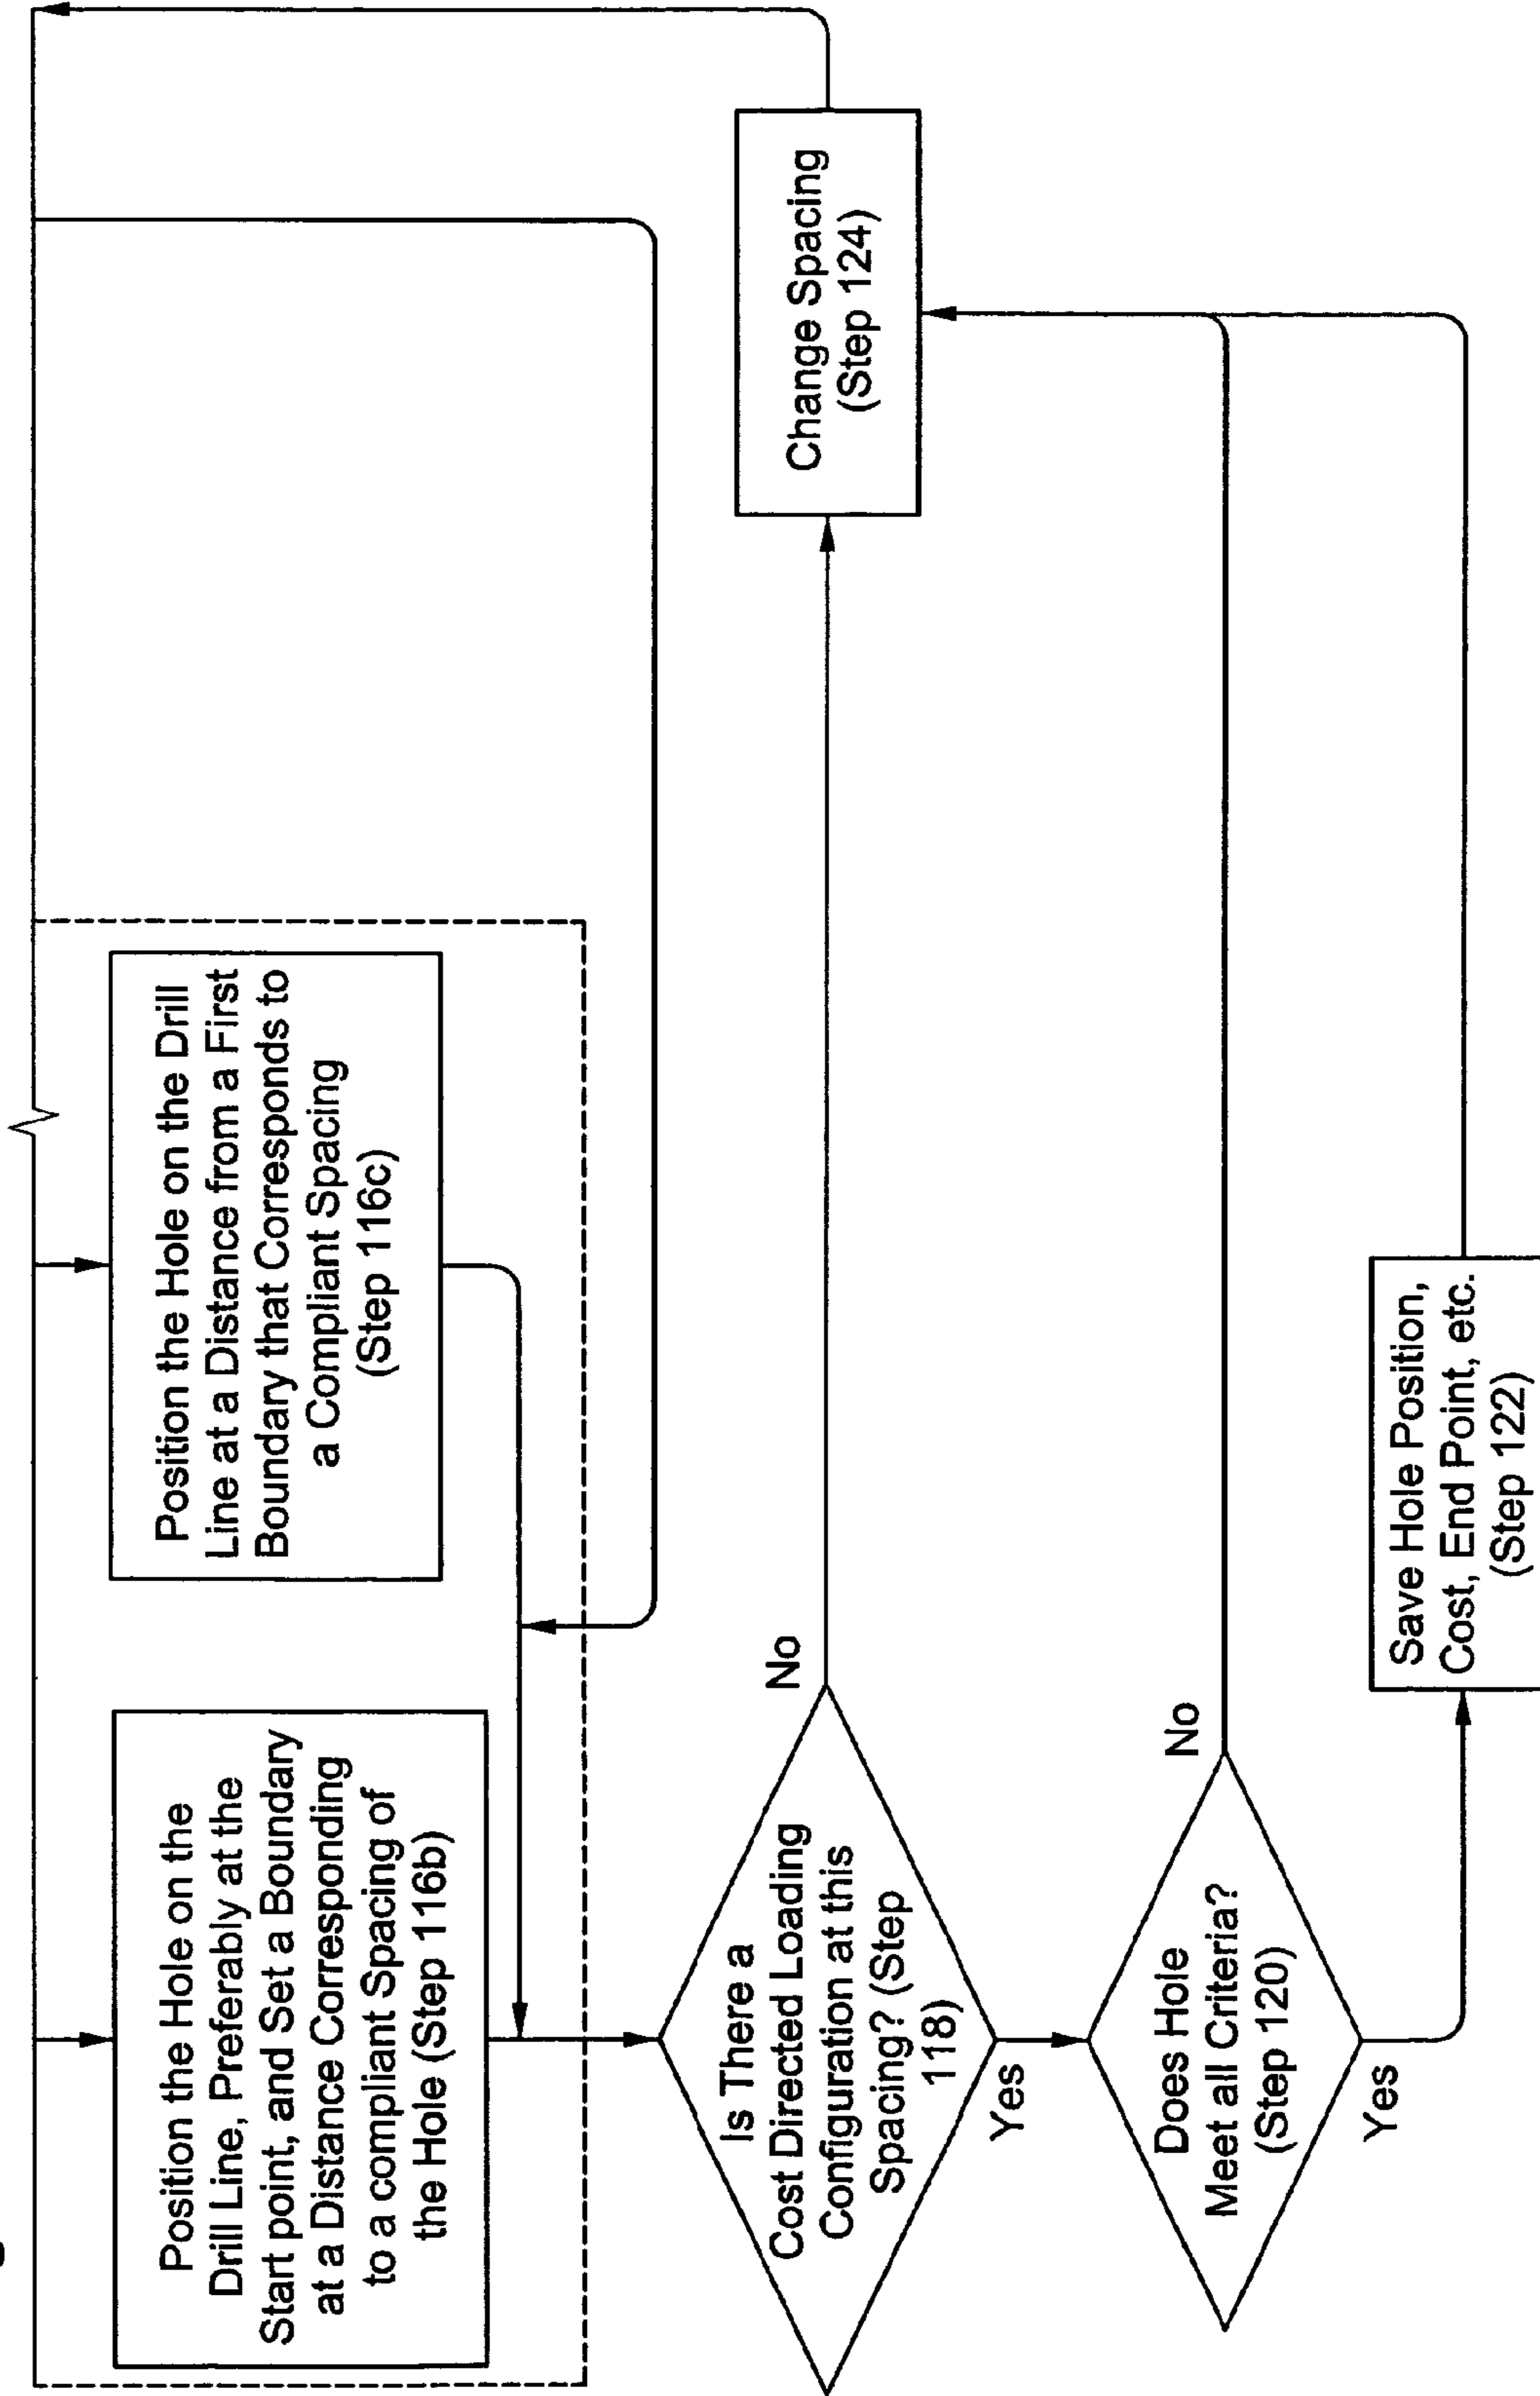 Position the Hole on the
Drill Line, Preferably at the
Start point, and Set a Boundary
at a Distance Corresponding
to a compliant Spacing of
the Hole (Step 116b)
Position the Hole on the Drill
Line at a Distance from a First
Boundary that Corresponds to
a Compliant Spacing
(Step 116c)
Is There a
Cost Directed Loading
Configuration at this
Spacing? (Step
118)
No
Yes
Change Spacing
(Step 124)
Does Hole
Meet all Criteria?
(Step 120)
No
Yes
Save Hole Position,
Cost, End Point, etc.
(Step 122)